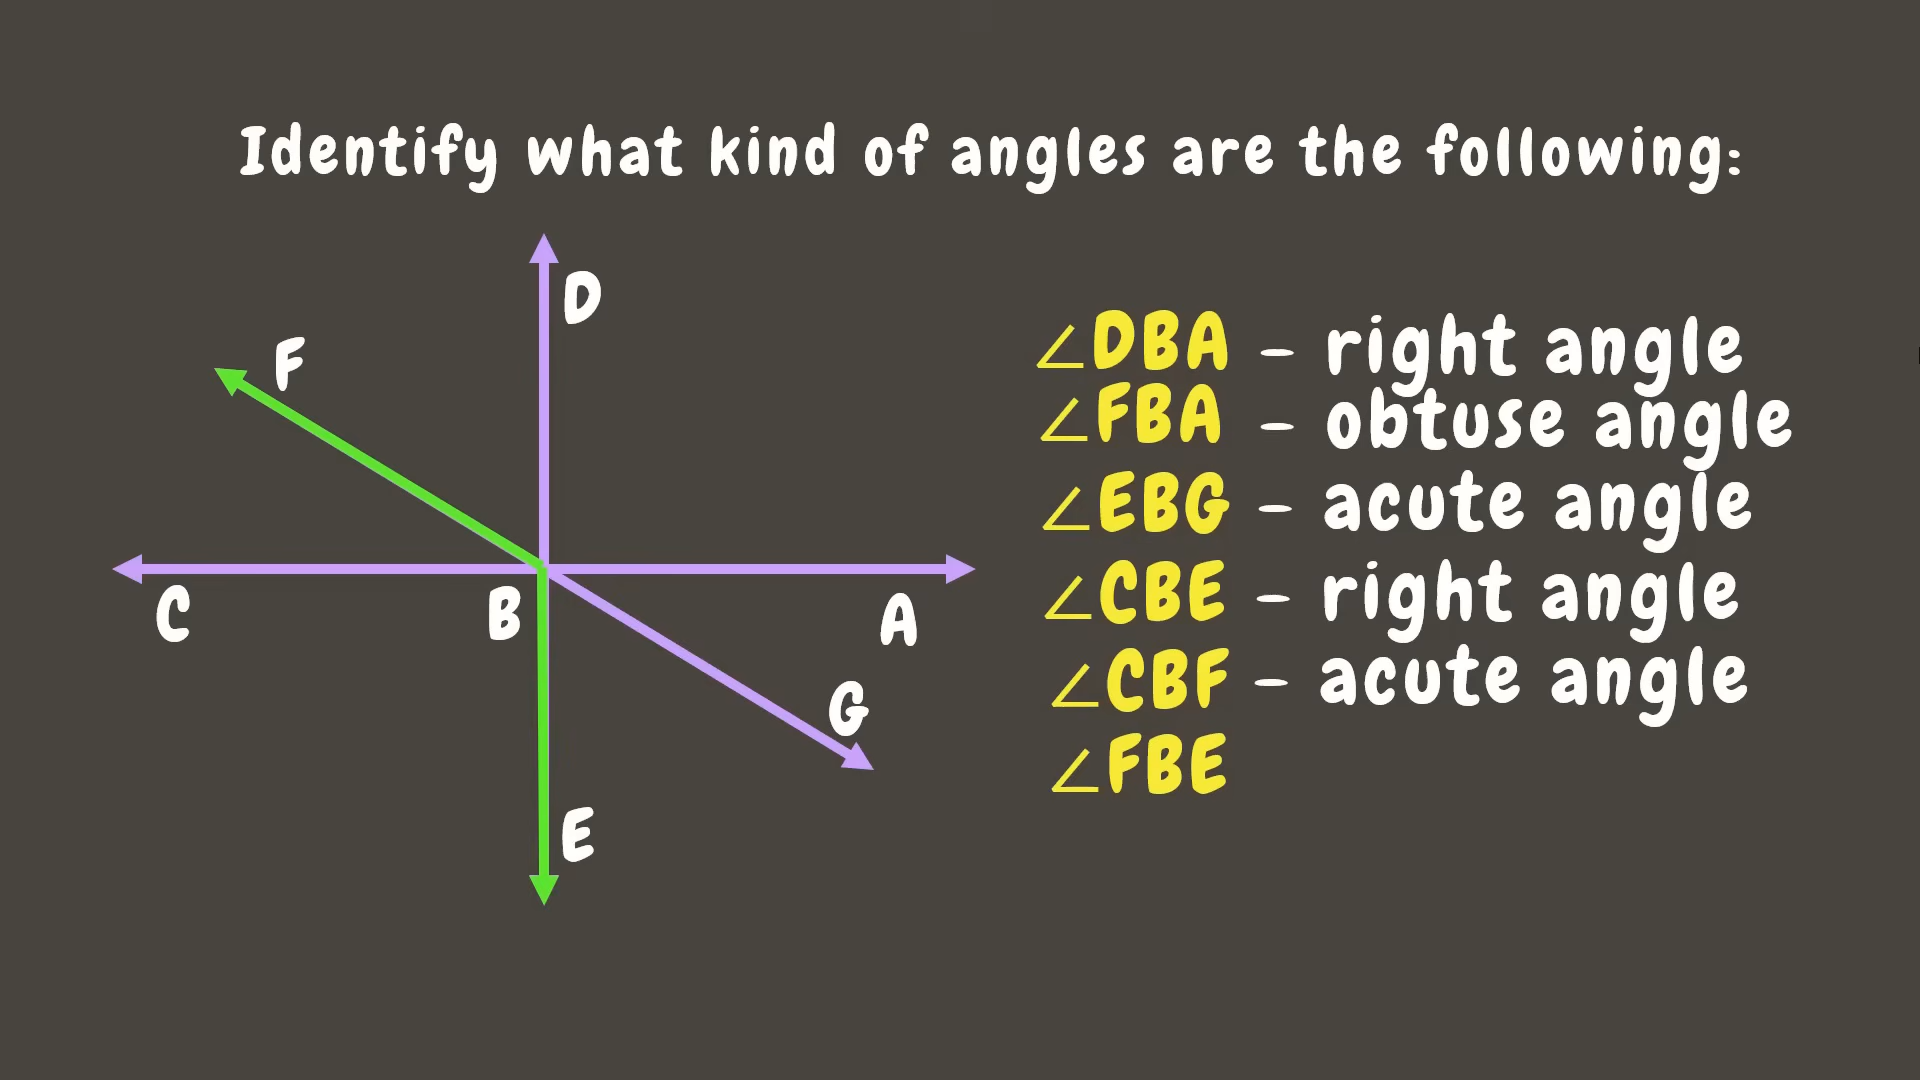 Identify what kind of angles are the following:
D
F
C
B
A
G
E
∠DBA - right angle
∠FBA - obtuse angle
∠EBG - acute angle
∠CBE - right angle
∠CBF - acute angle
∠FBE